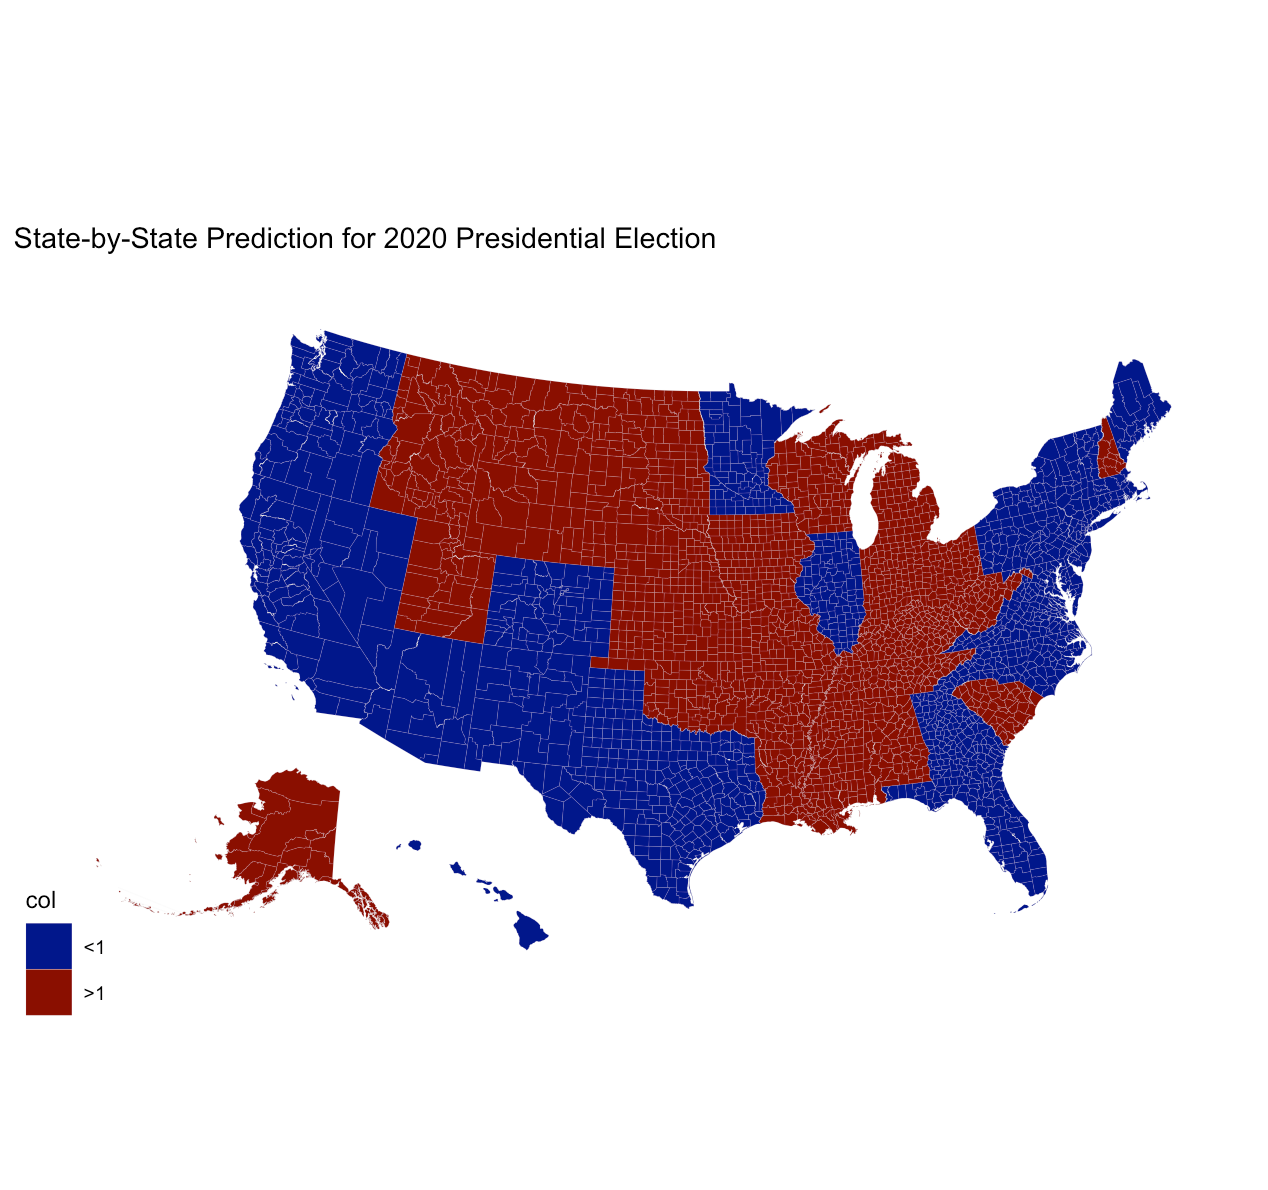 State-by-State Prediction for 2020 Presidential Election
col
<1
>1